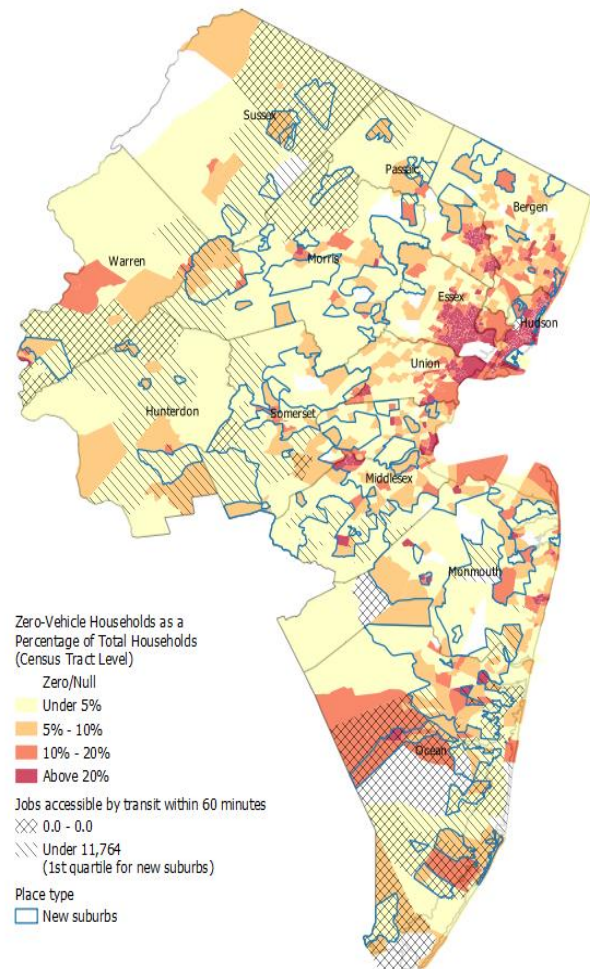 Sussex
Passaic
Bergen
Warren
Morris
Essex
Hudson
Union
Hunterdon
Somerset
Middlesex
Monmouth
Ocean
Zero-Vehicle Households as a
Percentage of Total Households
(Census Tract Level)
Zero/Null
Under 5%
5% - 10%
10% - 20%
Above 20%
Jobs accessible by transit within 60 minutes
0.0 - 0.0
Under 11,764
(1st quartile for new suburbs)
Place type
New suburbs